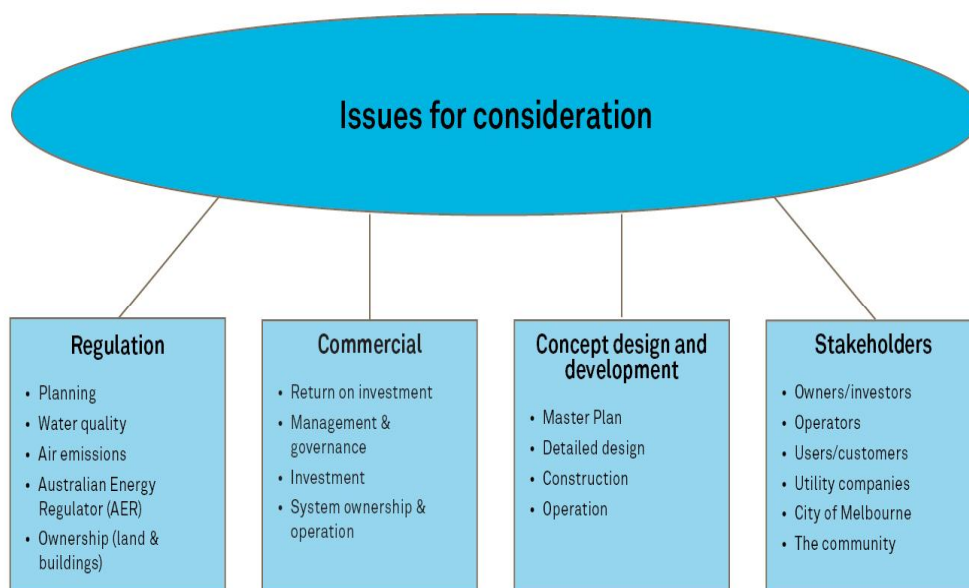 Issues for consideration
Regulation
• Planning
• Water quality
• Air emissions
• Australian Energy
Regulator (AER)
• Ownership (land &
buildings)
Commercial
• Return on investment
• Management &
governance
• Investment
• System ownership &
operation
Concept design and
development
• Master Plan
• Detailed design
• Construction
• Operation
Stakeholders
• Owners/investors
• Operators
• Users/customers
• Utility companies
• City of Melbourne
• The community